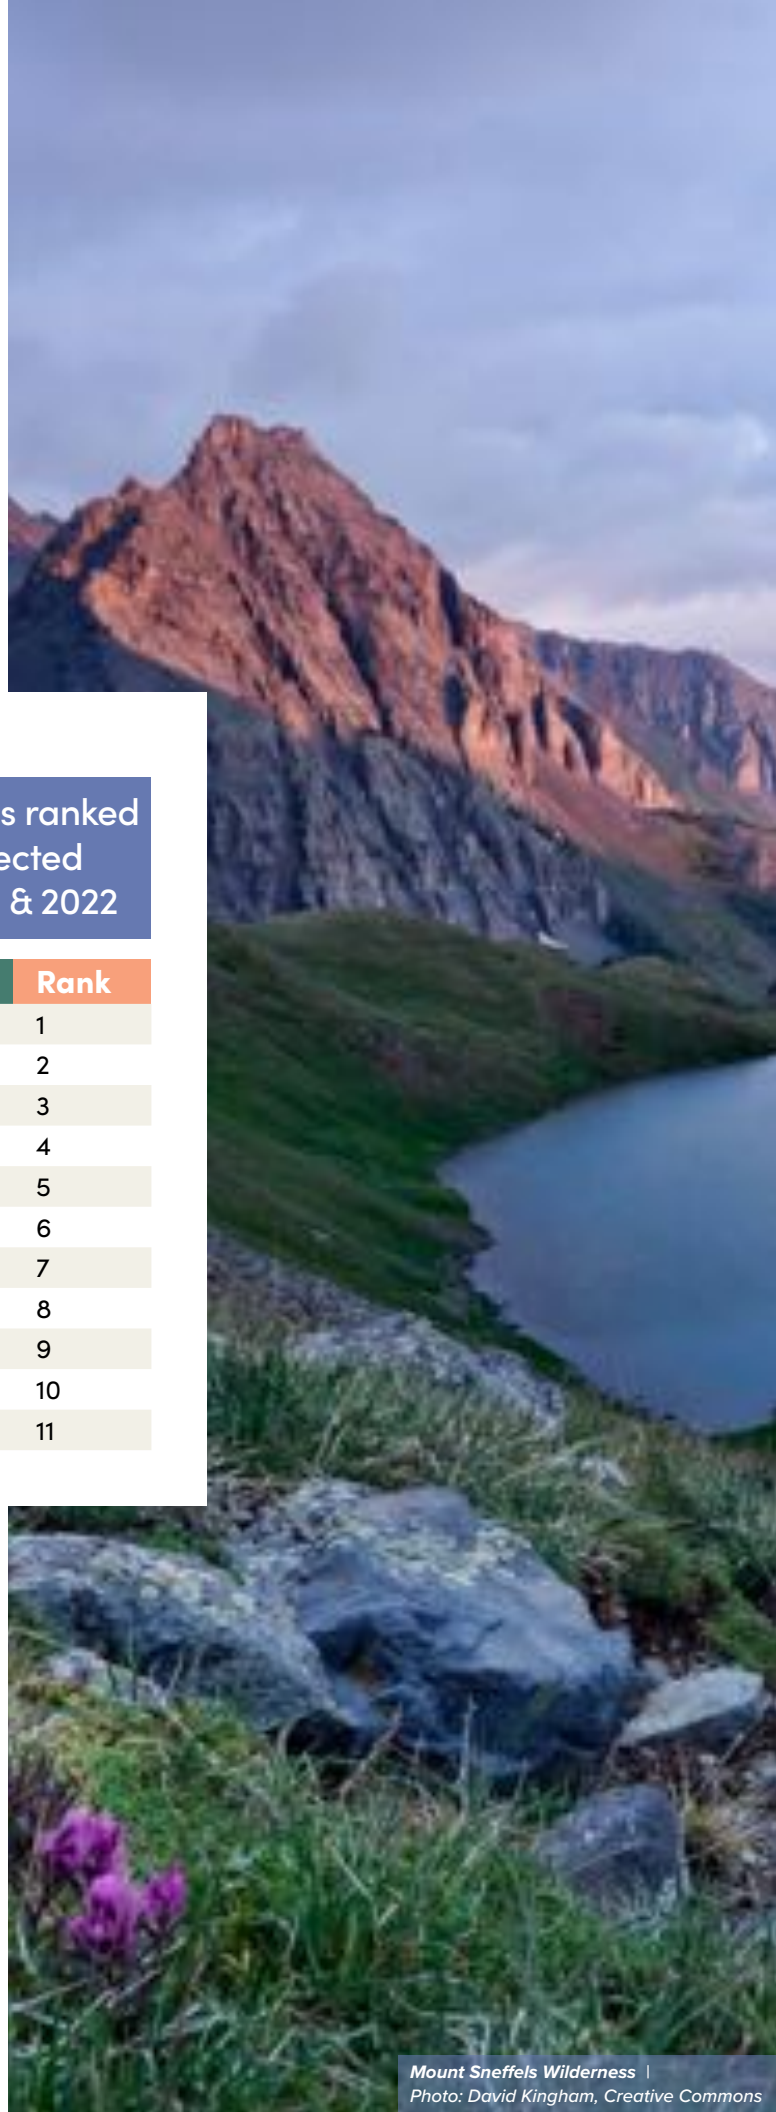 s ranked
ected
& 2022
Rank
1
2
3
4
5
6
7
8
9
10
11
Mount Sneffels Wilderness |
Photo: David Kingham, Creative Commons